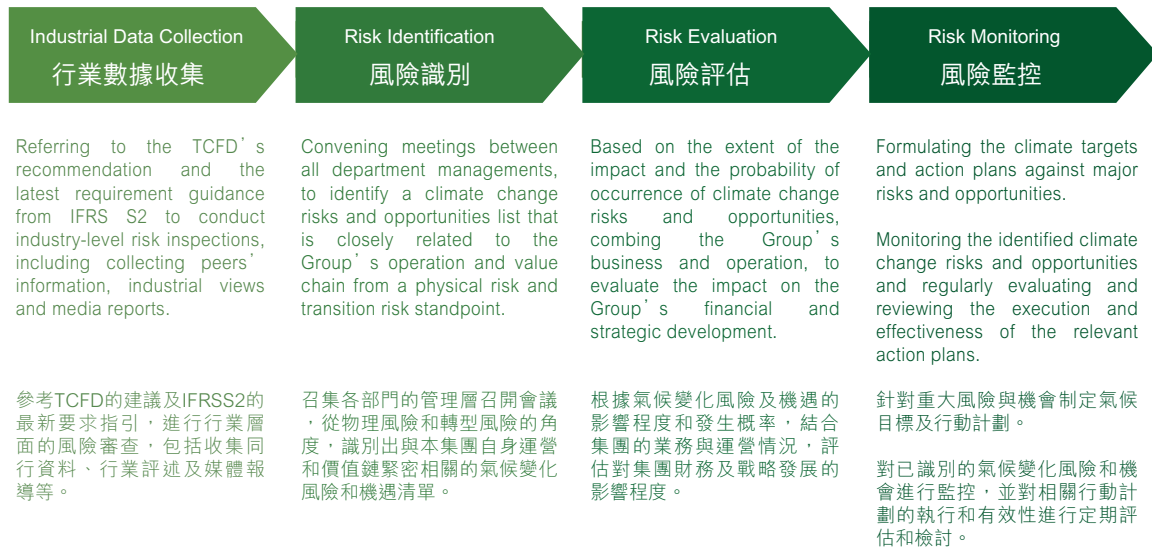 Industrial Data Collection
行業數據收集
Risk Identification
風險識別
Risk Evaluation
風險評估
Risk Monitoring
風險監控
Referring to the TCFD's
recommendation and the
latest requirement guidance
from IFRS S2 to conduct
industry-level risk inspections,
including collecting peers'
information, industrial views
and media reports.
Convening meetings between
all department managements,
to identify a climate change
risks and opportunities list that
is closely related to the
Group's operation and value
chain from a physical risk and
transition risk standpoint.
Based on the extent of the
impact and the probability of
occurrence of climate change
risks and opportunities,
combing the Group's
business and operation, to
evaluate the impact on the
Group's financial and
strategic development.
Formulating the climate targets
and action plans against major
risks and opportunities.
Monitoring the identified climate
change risks and opportunities
and regularly evaluating and
reviewing the execution and
effectiveness of the relevant
action plans.
參考TCFD的建議及IFRSS2的
最新要求指引，進行行業層
面的風險審查，包括收集同
行資料、行業評述及媒體報
導等。
召集各部門的管理層召開會議
，從物理風險和轉型風險的角
度，識別出與本集團自身運營
和價值鏈緊密相關的氣候變化
風險和機遇清單。
根據氣候變化風險及機遇的
影響程度和發生概率，結合
集團的業務與運營情況，評
估對集團財務及戰略發展的
影響程度。
針對重大風險與機會制定氣候
目標及行動計劃。
對已識別的氣候變化風險和機
會進行監控，並對相關行動計
劃的執行和有效性進行定期評
估和檢討。